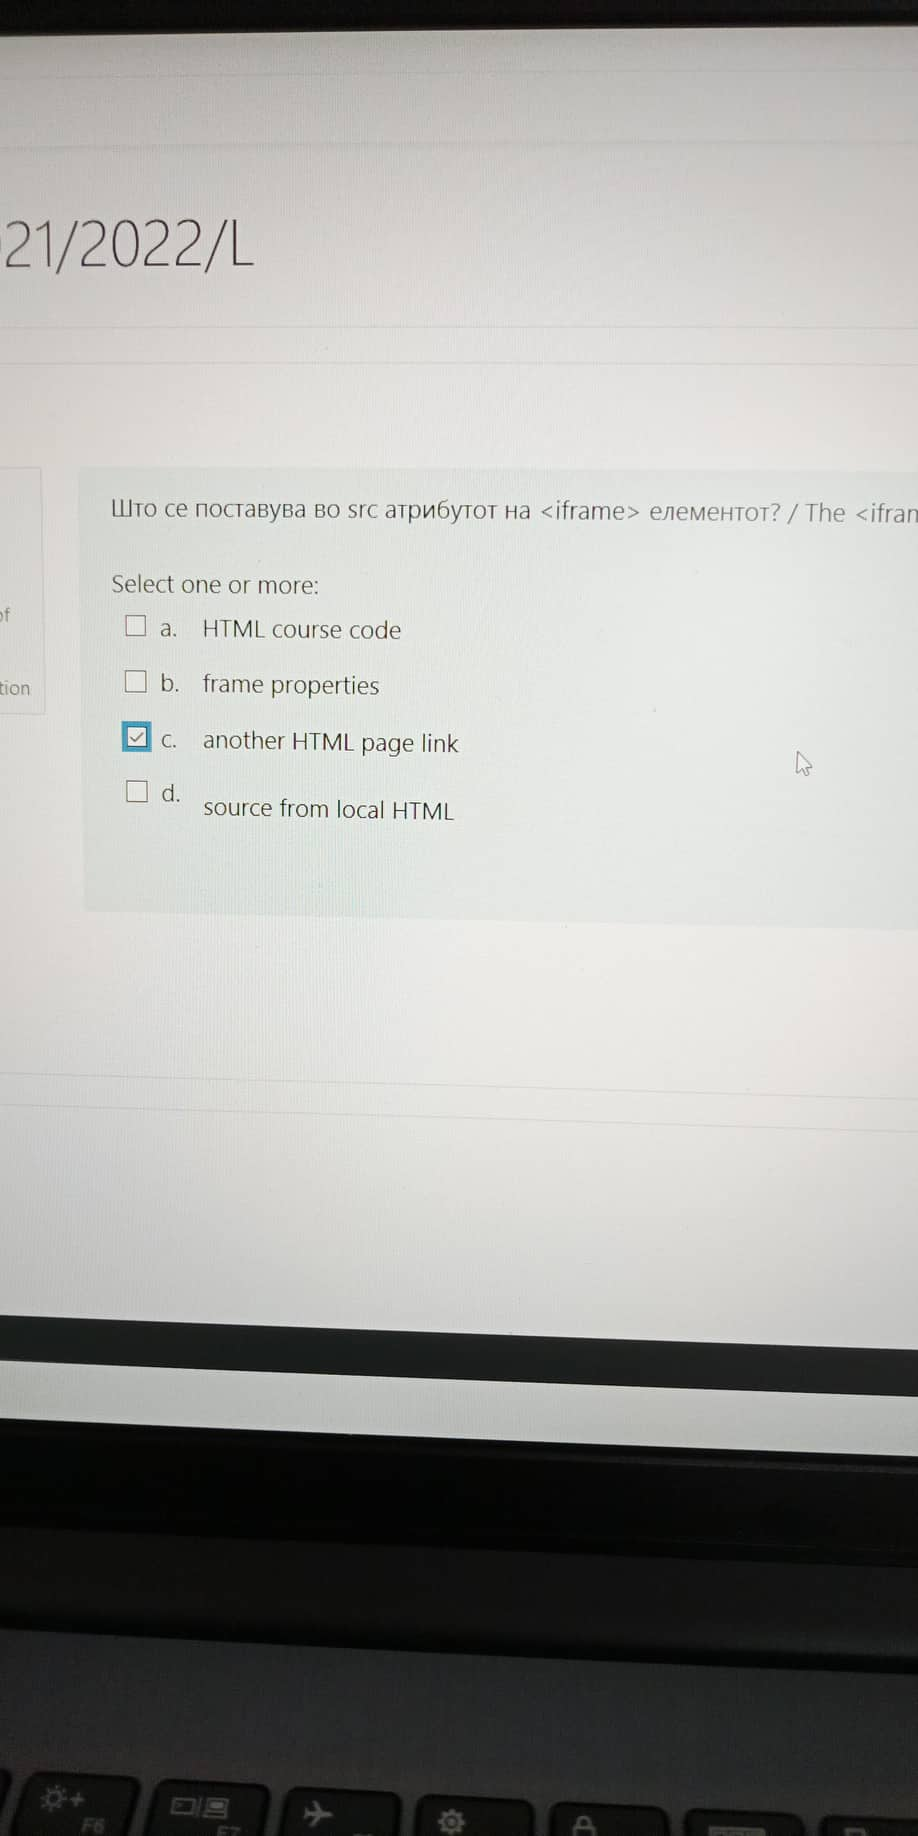 21/2022/L
Што се поставува во src атрибутот на <iframe> елементот? / The <ifran
Select one or more:
of
a. HTML course code
tion
b. frame properties
c. another HTML page link
d. source from local HTML
F6
F7